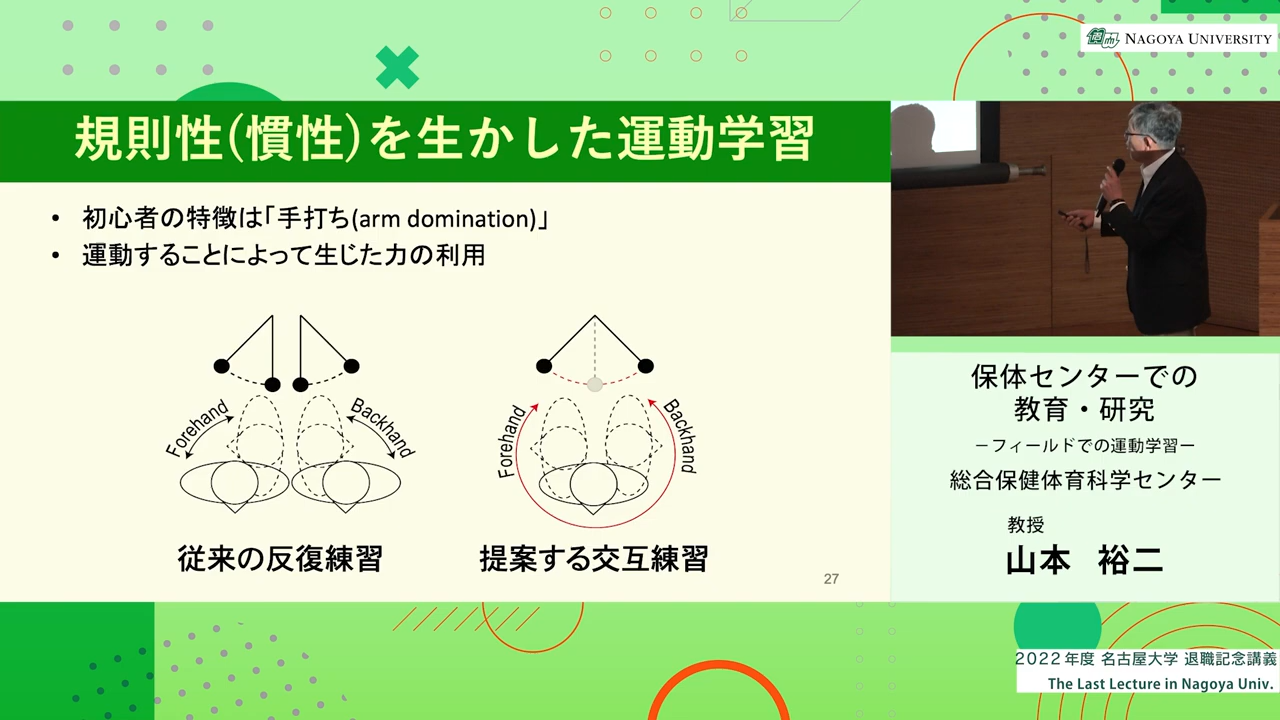 NAGOYA UNIVERSITY
規則性(慣性)を生かした運動学習
• 初心者の特徴は「手打ち(arm domination)」
• 運動することによって生じた力の利用
Forehand
Backhand
Forehand
Backhand
従来の反復練習
提案する交互練習
27
保体センターでの
教育・研究
－フィールドでの運動学習－
総合保健体育科学センター
教授
山本 裕二
2022年度 名古屋大学 退職記念講義
The Last Lecture in Nagoya Univ.